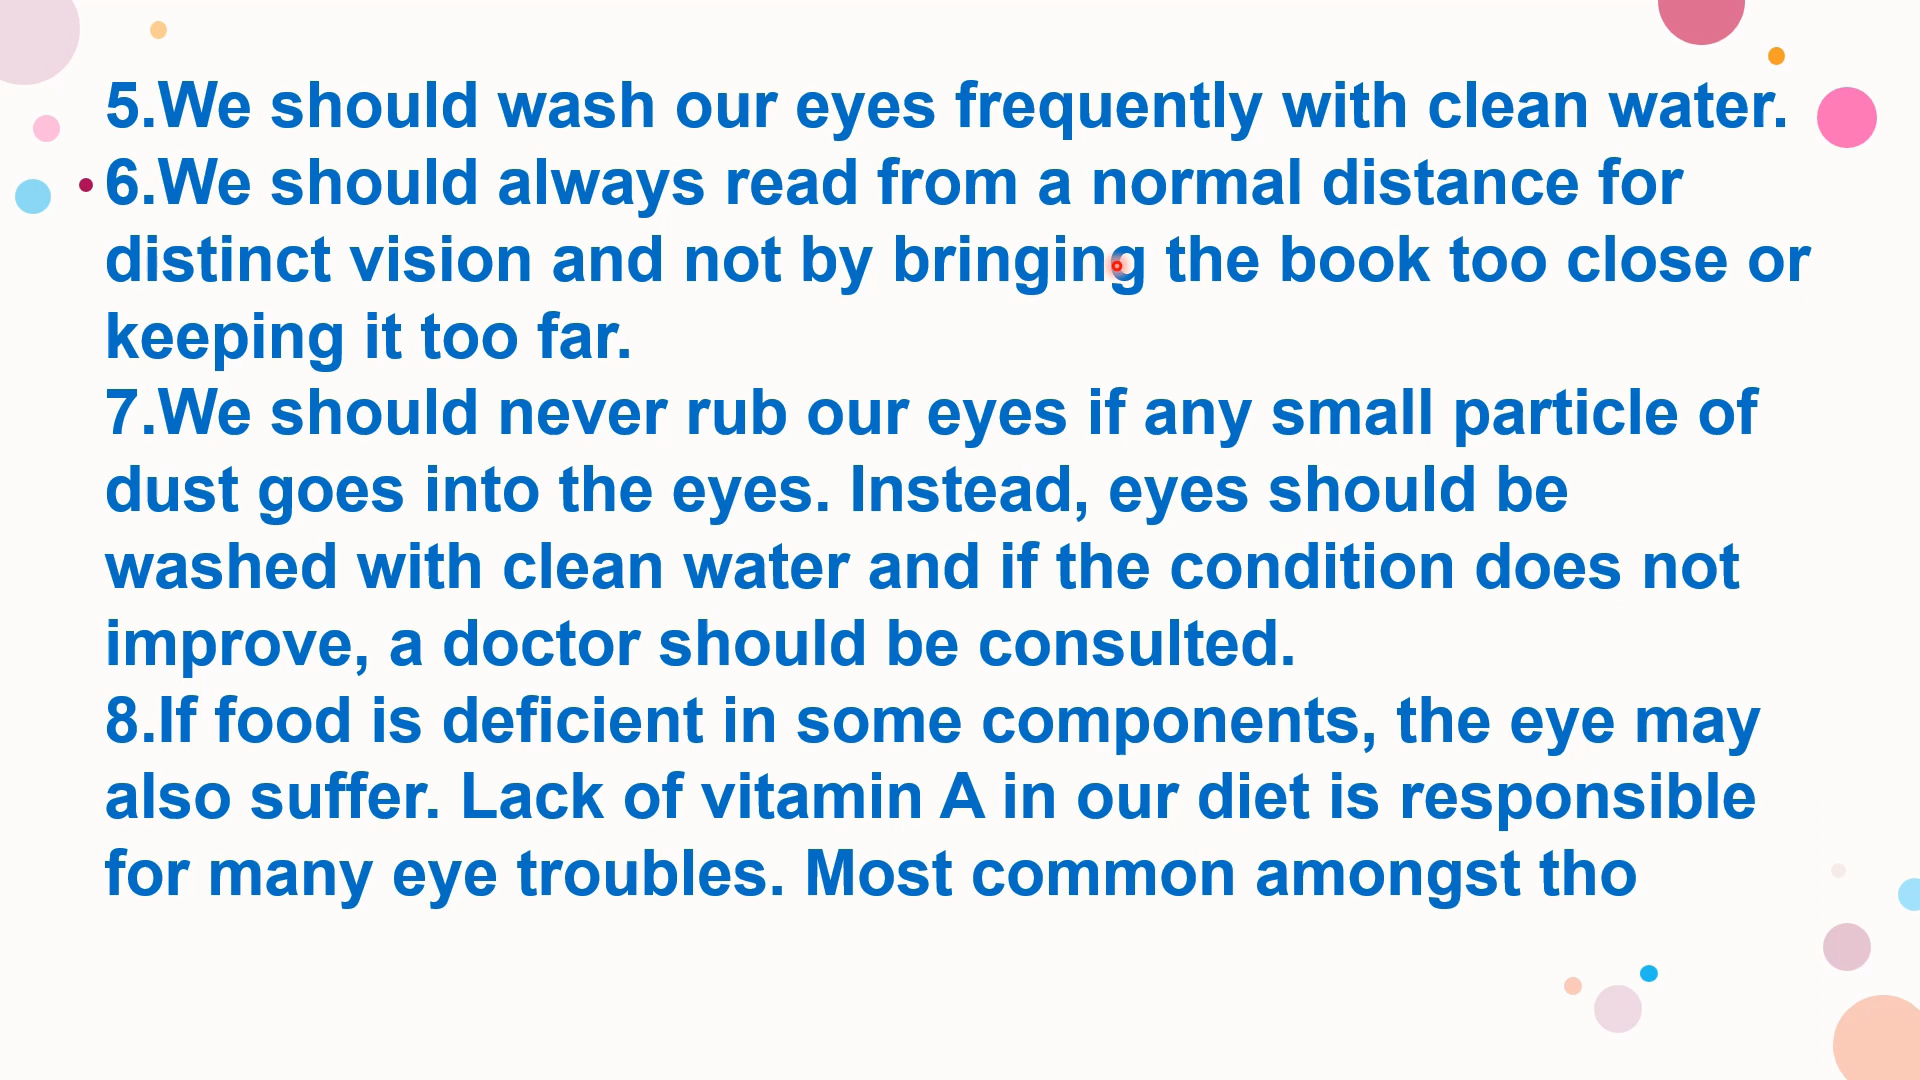 5.We should wash our eyes frequently with clean water.
6.We should always read from a normal distance for
distinct vision and not by bringing the book too close or
keeping it too far.
7.We should never rub our eyes if any small particle of
dust goes into the eyes. Instead, eyes should be
washed with clean water and if the condition does not
improve, a doctor should be consulted.
8.If food is deficient in some components, the eye may
also suffer. Lack of vitamin A in our diet is responsible
for many eye troubles. Most common amongst tho